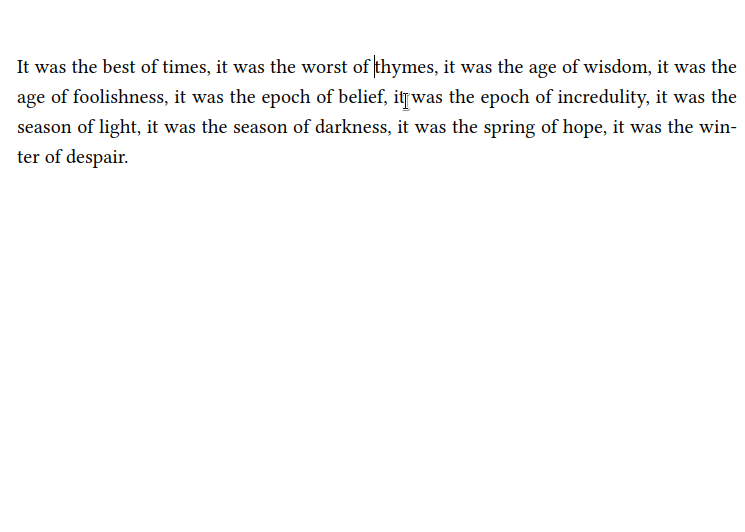 It was the best of times, it was the worst of thymes, it was the age of wisdom, it was the
age of foolishness, it was the epoch of belief, it was the epoch of incredulity, it was the
season of light, it was the season of darkness, it was the spring of hope, it was the win-
ter of despair.